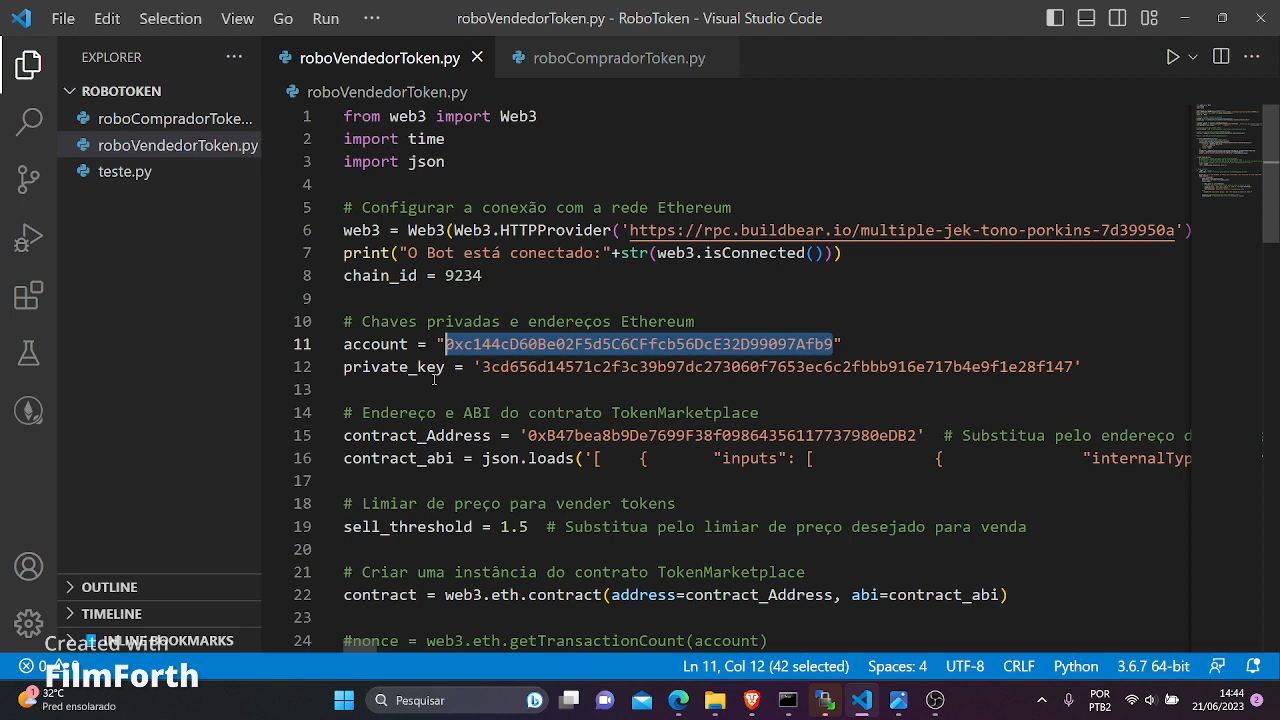 File Edit Selection View Go Run ··· roboVendedorToken.py - RoboToken - Visual Studio Code
EXPLORER ···
roboVendedorToken.py
roboCompradorToken.py
ROBOTOKEN
roboCompradorToke...
roboVendedorToken.py
teste.py
roboVendedorToken.py
1 from web3 import Web3
2 import time
3 import json
4
5 # Configurar a conexão com a rede Ethereum
6 web3 = Web3(Web3.HTTPProvider('https://rpc.buildbear.io/multiple-jek-tono-porkins-7d39950a')
7 print("O Bot está conectado:"+str(web3.isConnected()))
8 chain_id = 9234
9
10 # Chaves privadas e endereços Ethereum
11 account = "0xc144cD60Be02F5d5C6CFfcb56DcE32D99097Afb9"
12 private_key = '3cd656d14571c2f3c39b97dc273060f7653ec6c2fbbb916e717b4e9f1e28f147'
13
14 # Endereço e ABI do contrato TokenMarketplace
15 contract_Address = '0xB47bea8b9De7699F38f09864356117737980eDB2' # Substitua pelo endereço d
16 contract_abi = json.loads('[ { "inputs": [ { "internalTyp
17
18 # Limiar de preço para vender tokens
19 sell_threshold = 1.5 # Substitua pelo limiar de preço desejado para venda
20
21 # Criar uma instância do contrato TokenMarketplace
22 contract = web3.eth.contract(address=contract_Address, abi=contract_abi)
23
24 #nonce = web3.eth.getTransactionCount(account)
OUTLINE
TIMELINE
INLINE BOOKMARKS
Created with
FilmForth
0
Ln 11, Col 12 (42 selected) Spaces: 4 UTF-8 CRLF Python 3.6.7 64-bit
1
32°C
Pred ensolarado
Pesquisar
POR
PTB2
14:44
21/06/2023
2